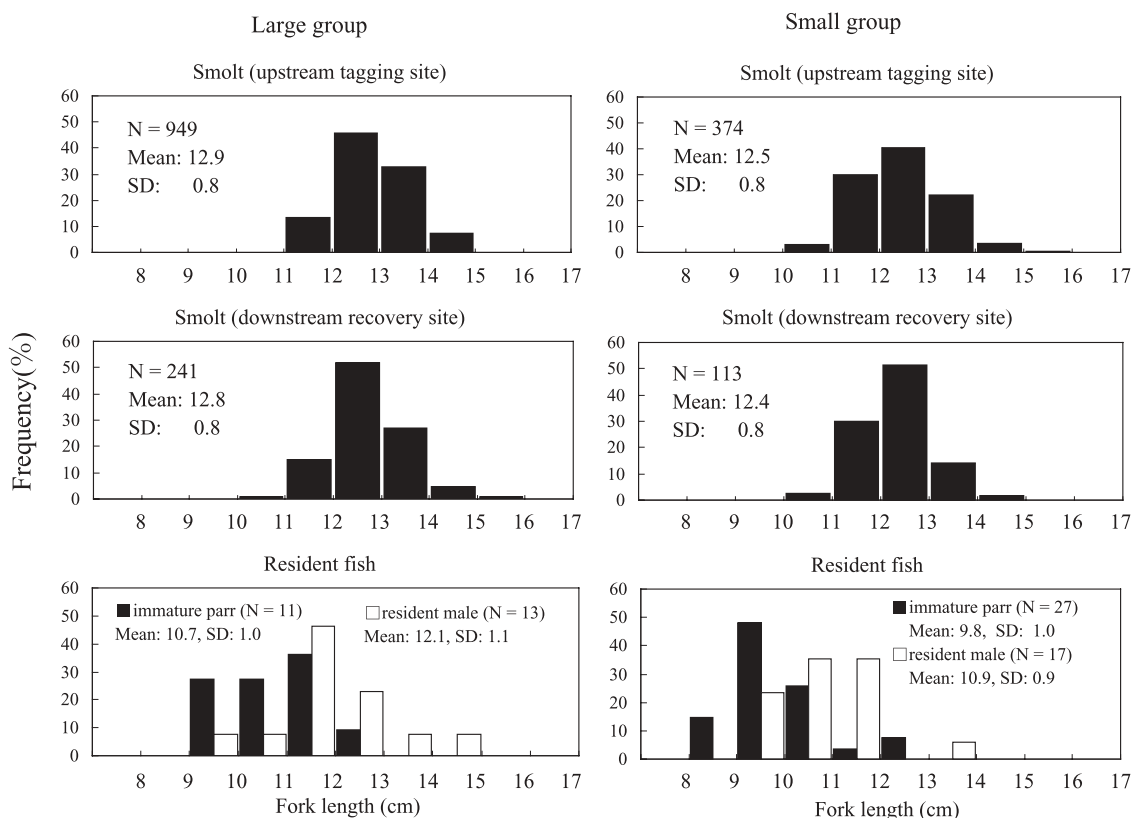 Large group
Small group
Smolt (upstream tagging site)
60
50
40
30
20
10
0
N = 949
Mean: 12.9
SD: 0.8
8 9 10 11 12 13 14 15 16 17
Smolt (upstream tagging site)
60
50
40
30
20
10
0
N = 374
Mean: 12.5
SD: 0.8
8 9 10 11 12 13 14 15 16 17
Frequency(%)
Smolt (downstream recovery site)
60
50
40
30
20
10
0
N = 241
Mean: 12.8
SD: 0.8
8 9 10 11 12 13 14 15 16 17
Smolt (downstream recovery site)
60
50
40
30
20
10
0
N = 113
Mean: 12.4
SD: 0.8
8 9 10 11 12 13 14 15 16 17
Resident fish
60
50
40
30
20
10
0
immature parr (N = 11)
Mean: 10.7, SD: 1.0
resident male (N = 13)
Mean: 12.1, SD: 1.1
8 9 10 11 12 13 14 15 16 17
Fork length (cm)
Resident fish
60
50
40
30
20
10
0
immature parr (N = 27)
Mean: 9.8, SD: 1.0
resident male (N = 17)
Mean: 10.9, SD: 0.9
8 9 10 11 12 13 14 15 16 17
Fork length (cm)